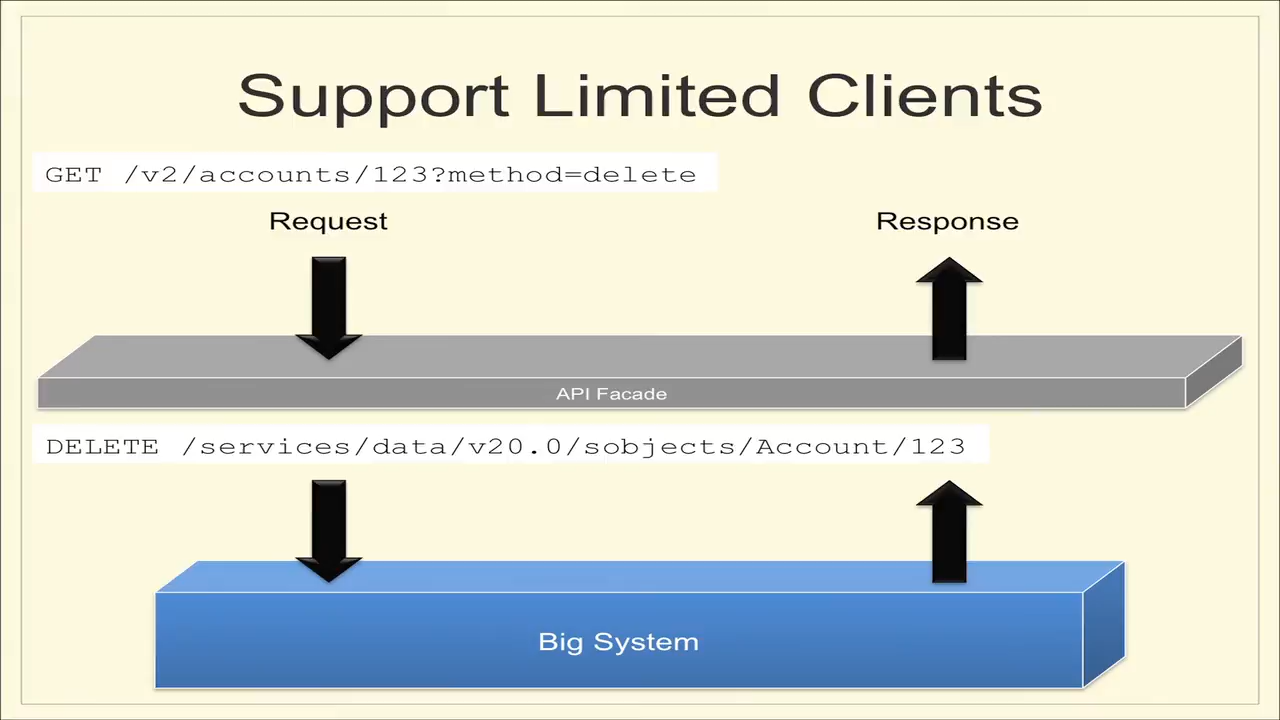 Support Limited Clients
GET /v2/accounts/123?method=delete
Request
Response
API Facade
DELETE /services/data/v20.0/sobjects/Account/123
Big System